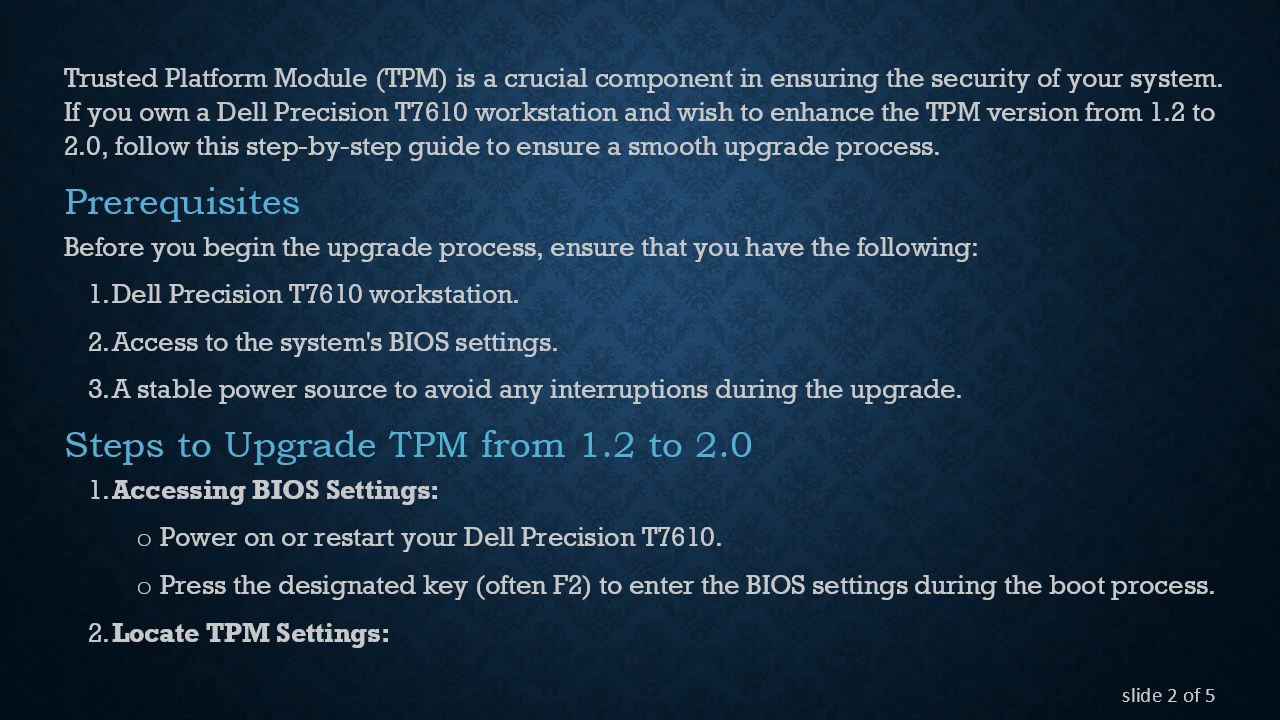 Trusted Platform Module (TPM) is a crucial component in ensuring the security of your system.
If you own a Dell Precision T7610 workstation and wish to enhance the TPM version from 1.2 to
2.0, follow this step-by-step guide to ensure a smooth upgrade process.
Prerequisites
Before you begin the upgrade process, ensure that you have the following:
1. Dell Precision T7610 workstation.
2. Access to the system's BIOS settings.
3. A stable power source to avoid any interruptions during the upgrade.
Steps to Upgrade TPM from 1.2 to 2.0
1. Accessing BIOS Settings:
o Power on or restart your Dell Precision T7610.
o Press the designated key (often F2) to enter the BIOS settings during the boot process.
2. Locate TPM Settings:
slide 2 of 5